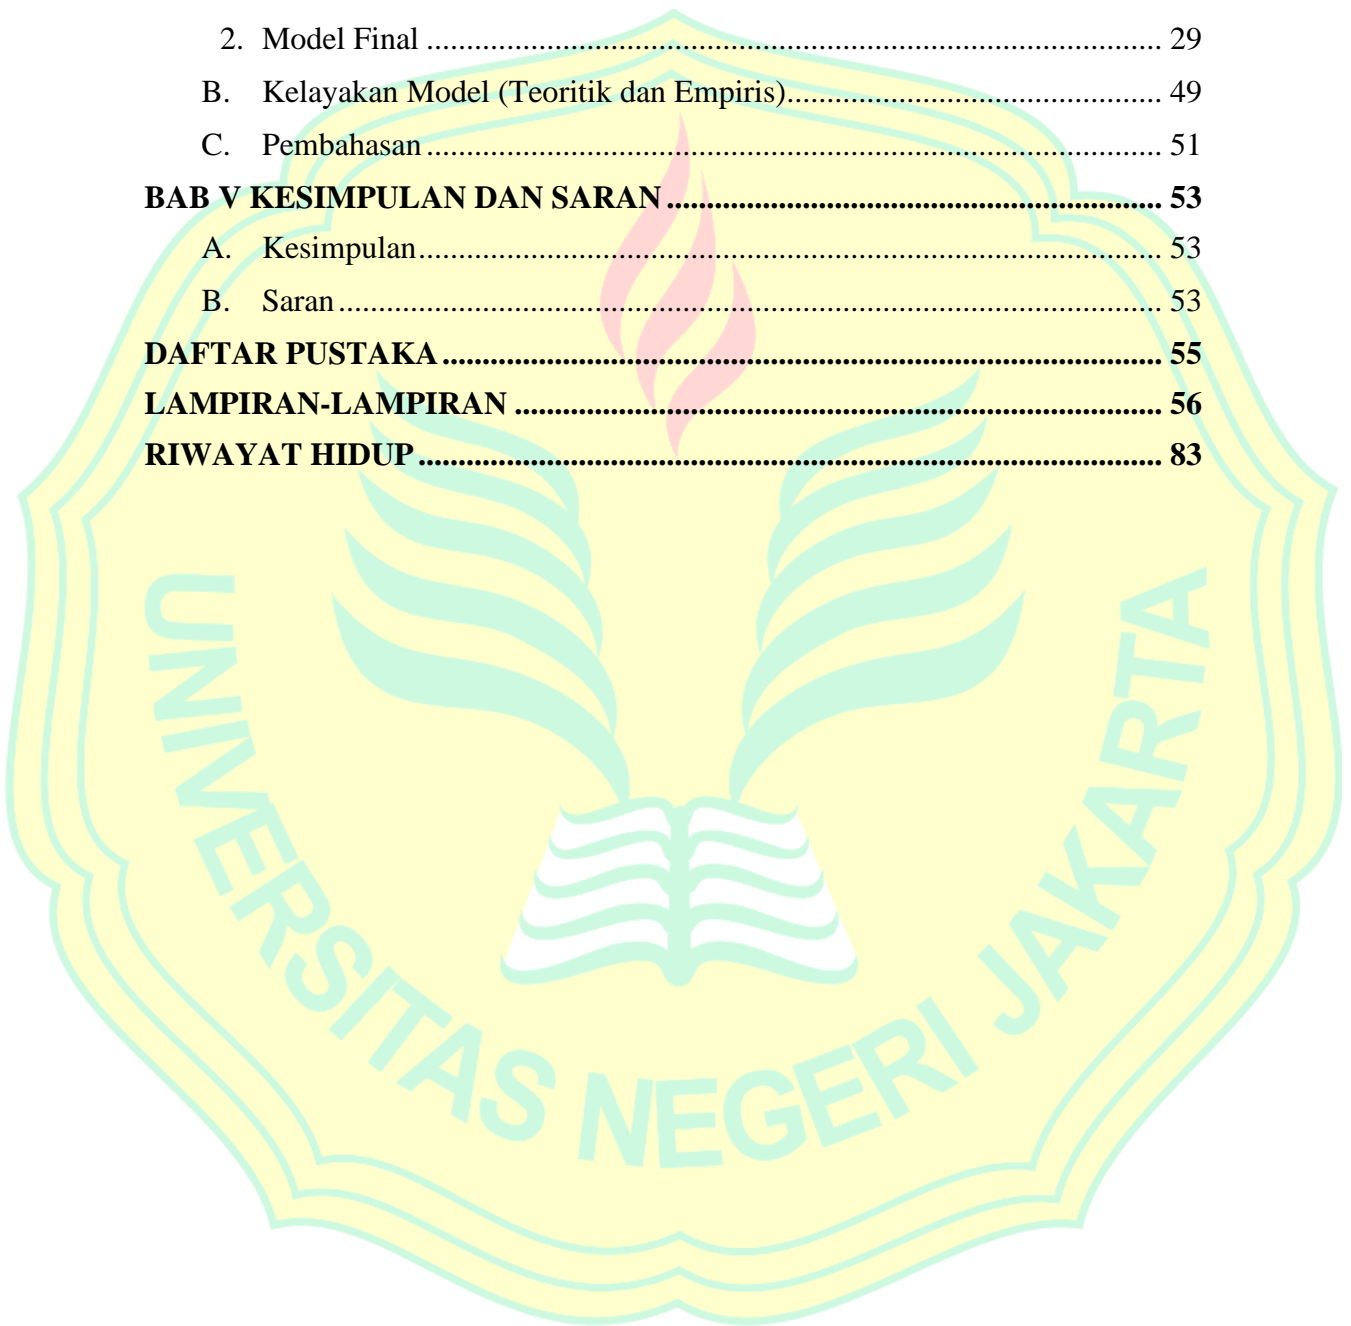 2. Model Final ........................................................................................... 29
B. Kelayakan Model (Teoritik dan Empiris)............................................... 49
C. Pembahasan ........................................................................................... 51
BAB V KESIMPULAN DAN SARAN ............................................................. 53
A. Kesimpulan............................................................................................ 53
B. Saran ...................................................................................................... 53
DAFTAR PUSTAKA ......................................................................................... 55
LAMPIRAN-LAMPIRAN ................................................................................ 56
RIWAYAT HIDUP ............................................................................................ 83
UNIVERSITAS NEGERI JAKARTA